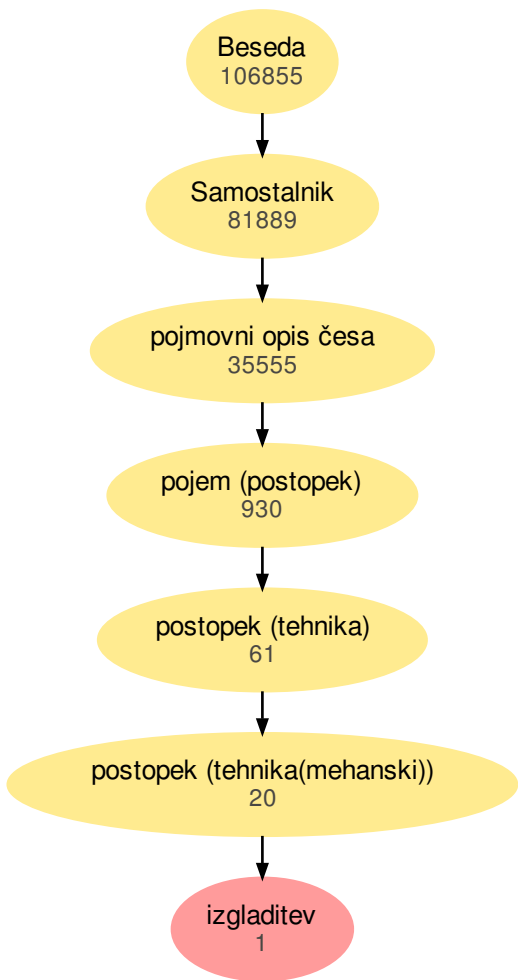 Beseda
106855
Samostalnik
81889
pojmovni opis česa
35555
pojem (postopek)
930
postopek (tehnika)
61
postopek (tehnika(mehanski))
20
izgladitev
1